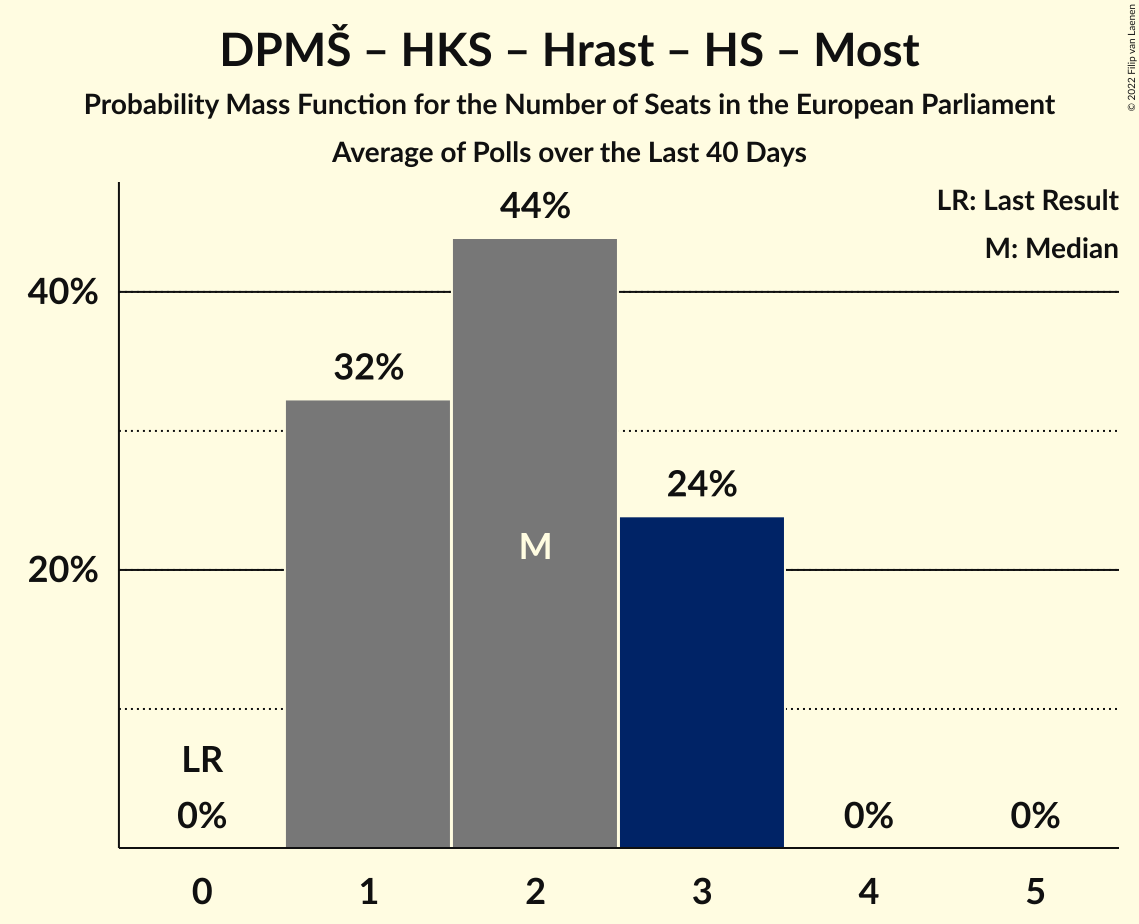 DPMŠ – HKS – Hrast – HS – Most
Probability Mass Function for the Number of Seats in the European Parliament
Average of Polls over the Last 40 Days
© 2022 Filip van Laenen
LR: Last Result
M: Median
44%
40%
32%
24%
M
20%
LR
0%
0%
0%
0 1 2 3 4 5